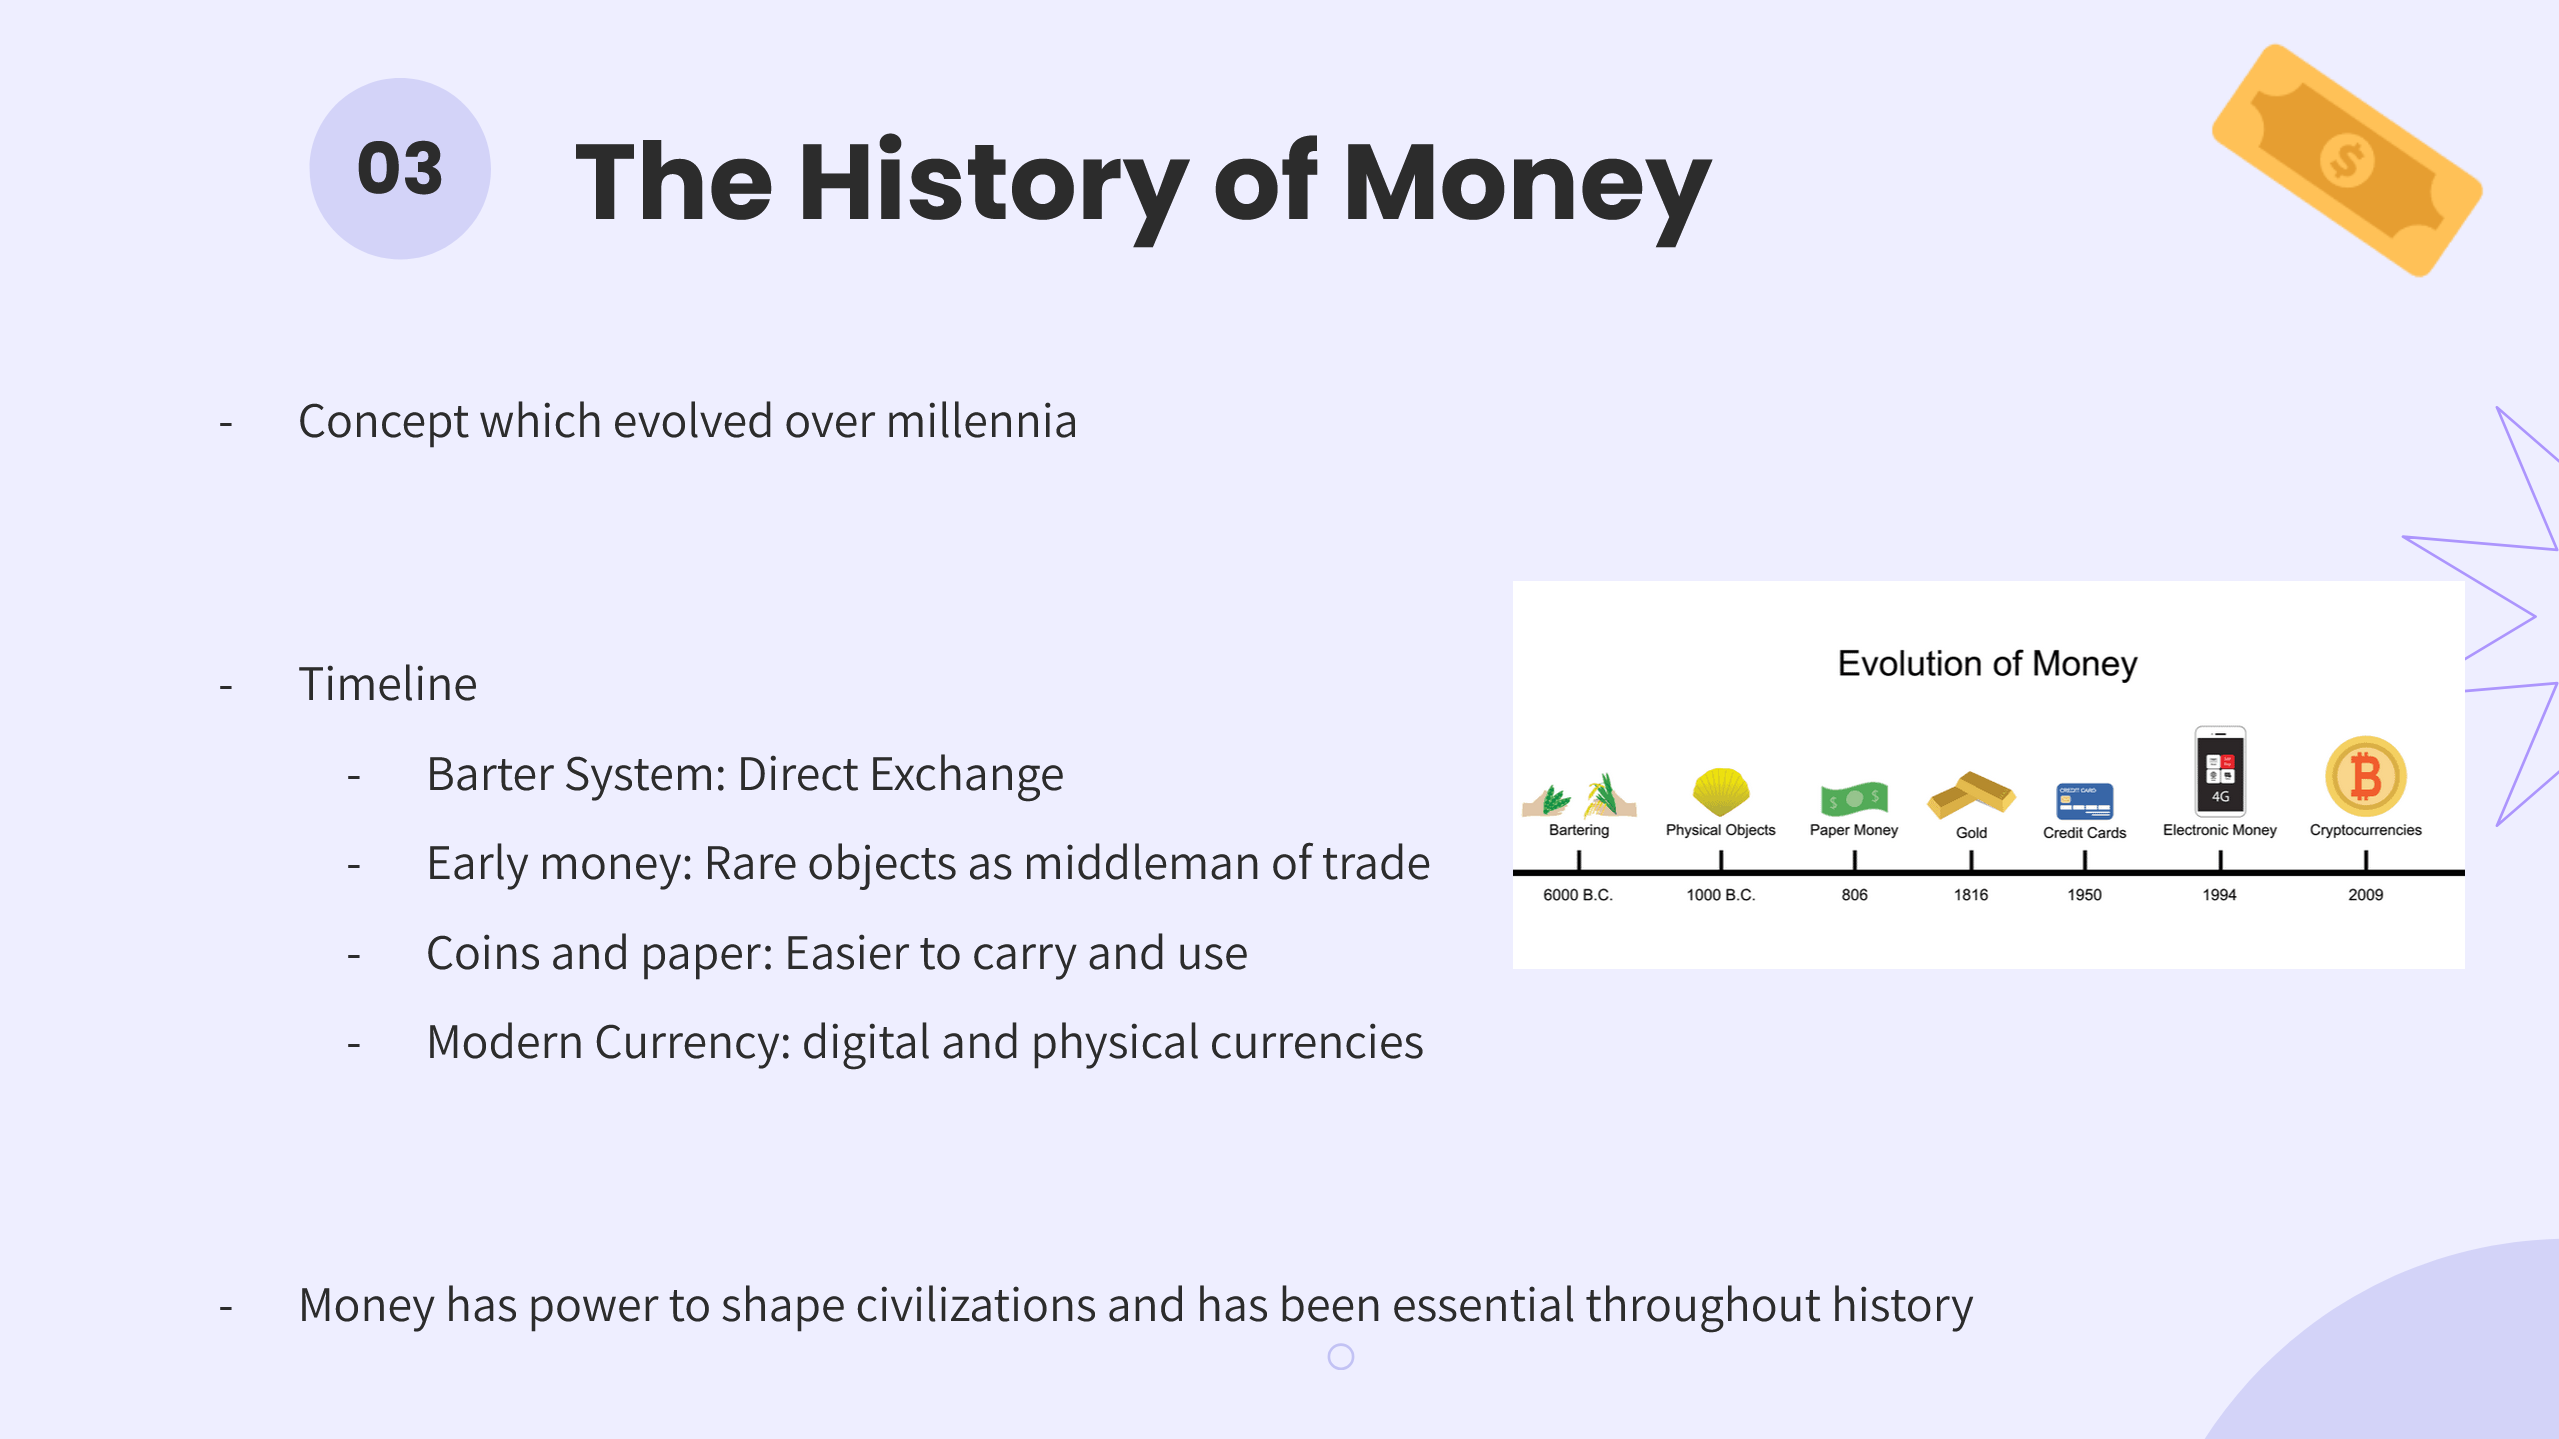 03
The History of Money
- Concept which evolved over millennia
- Timeline
- Barter System: Direct Exchange
- Early money: Rare objects as middleman of trade
- Coins and paper: Easier to carry and use
- Modern Currency: digital and physical currencies
Evolution of Money
CREDIT CARD
4G
Bartering Physical Objects Paper Money Gold Credit Cards Electronic Money Cryptocurrencies
6000 B.C. 1000 B.C. 806 1816 1950 1994 2009
- Money has power to shape civilizations and has been essential throughout history